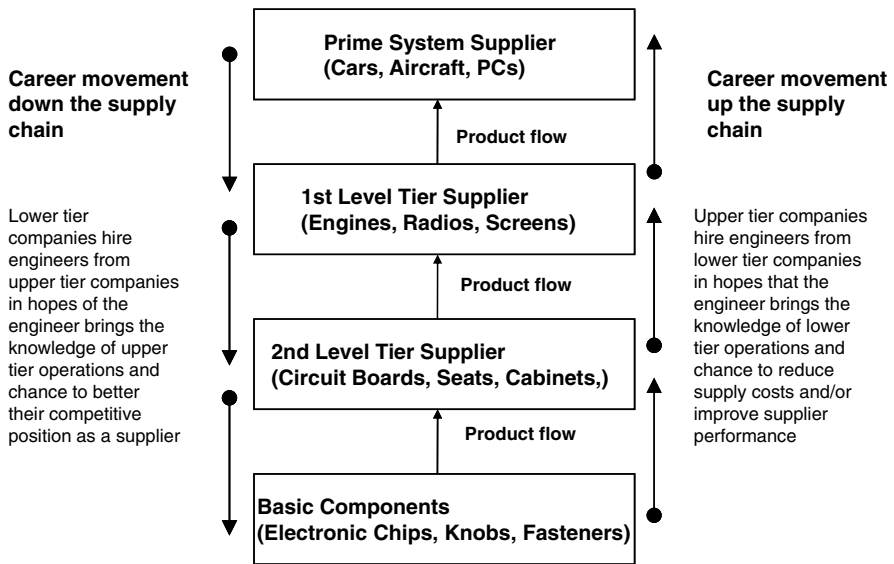 Prime System Supplier
(Cars, Aircraft, PCs)
Career movement
down the supply
chain
Career movement
up the supply
chain
Product flow
1st Level Tier Supplier
(Engines, Radios, Screens)
Lower tier
companies hire
engineers from
upper tier companies
in hopes of the
engineer brings the
knowledge of upper
tier operations and
chance to better
their competitive
position as a supplier
Upper tier companies
hire engineers from
lower tier companies
in hopes that the
engineer brings the
knowledge of lower
tier operations and
chance to reduce
supply costs and/or
improve supplier
performance
Product flow
2nd Level Tier Supplier
(Circuit Boards, Seats, Cabinets,)
Product flow
Basic Components
(Electronic Chips, Knobs, Fasteners)